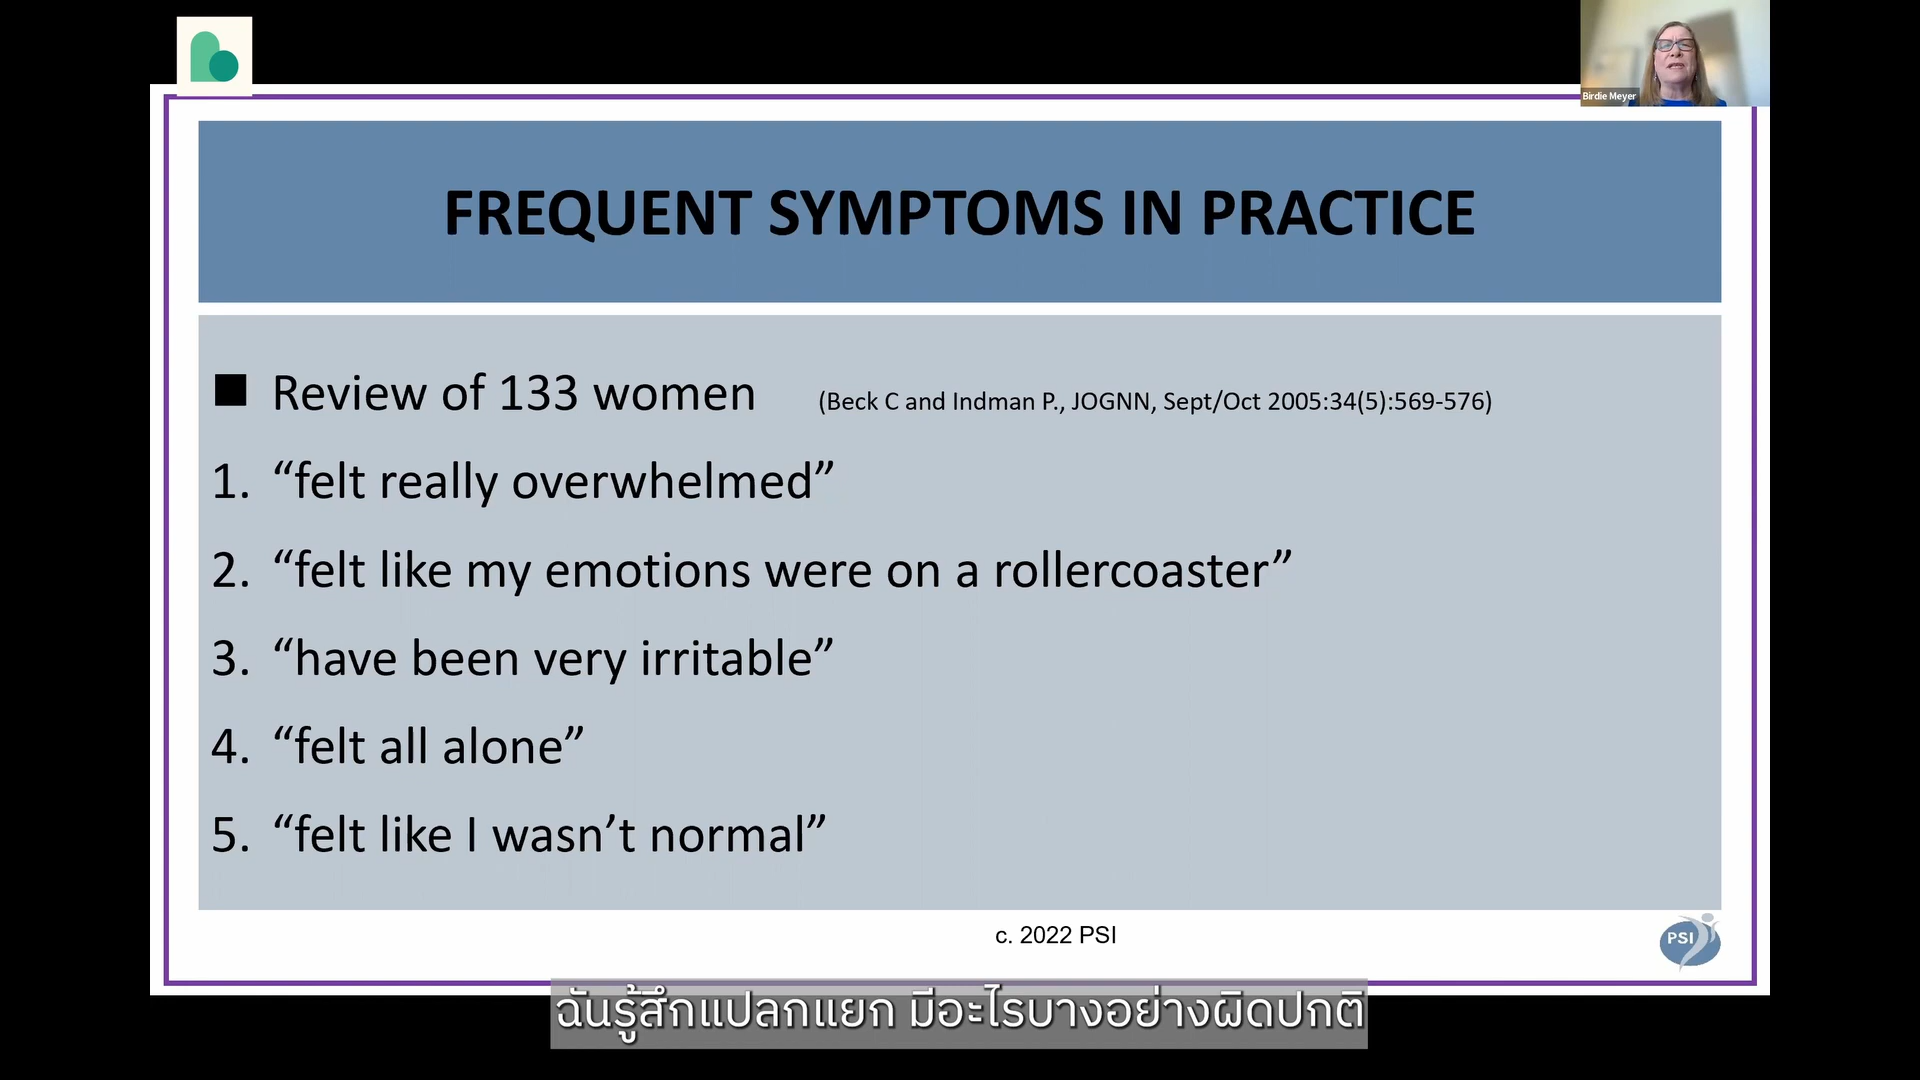 Birdie Meyer
FREQUENT SYMPTOMS IN PRACTICE
■ Review of 133 women (Beck C and Indman P., JOGNN, Sept/Oct 2005:34(5):569-576)
1. “felt really overwhelmed”
2. “felt like my emotions were on a rollercoaster”
3. “have been very irritable”
4. “felt all alone”
5. “felt like I wasn’t normal”
c. 2022 PSI
PSI
ฉันรู้สึกแปลกแยก มีอะไรบางอย่างผิดปกติ